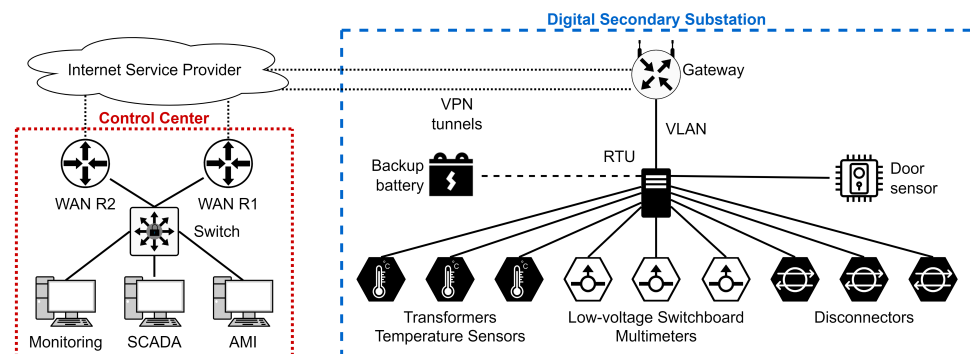 Digital Secondary Substation
Internet Service Provider
Gateway
VPN
tunnels
Control Center
VLAN
RTU
Backup
battery
Door
sensor
WAN R2
WAN R1
Switch
°C
°C
°C
Transformers
Temperature Sensors
Low-voltage Switchboard
Multimeters
Disconnectors
Monitoring
SCADA
AMI